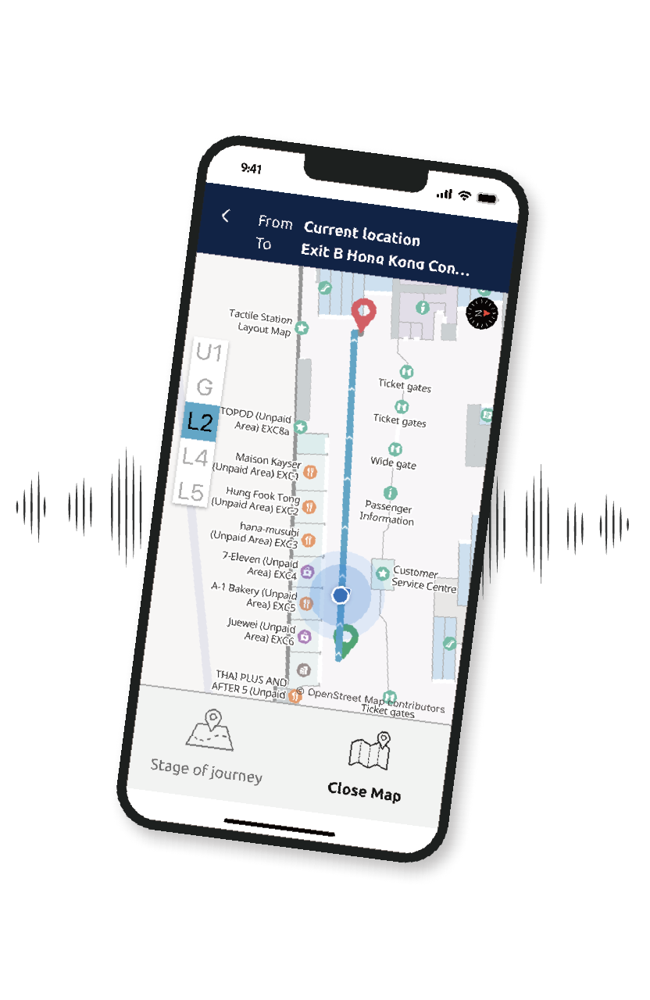 9:41
From Current location
To Exit B Hong Kong Con...
Tactile Station
Layout Map
U1
G
L2
L4
L5
Ticket gates
Ticket gates
TOPDD (Unpaid
Area) EXC8a
Wide gate
Maison Kayser
(Unpaid Area) EXC1
Passenger
Information
Hung Fook Tong
(Unpaid Area) EXC2
hana-musubi
(Unpaid Area) EXC3
7-Eleven (Unpaid
Area) EXC4
Customer
Service Centre
A-1 Bakery (Unpaid
Area) EXC5
Juewei (Unpaid
Area) EXC6
THAI PLUS AND
AFTER 5 (Unpaid
© OpenStreet Map contributors
Ticket gates
Stage of journey
Close Map
N